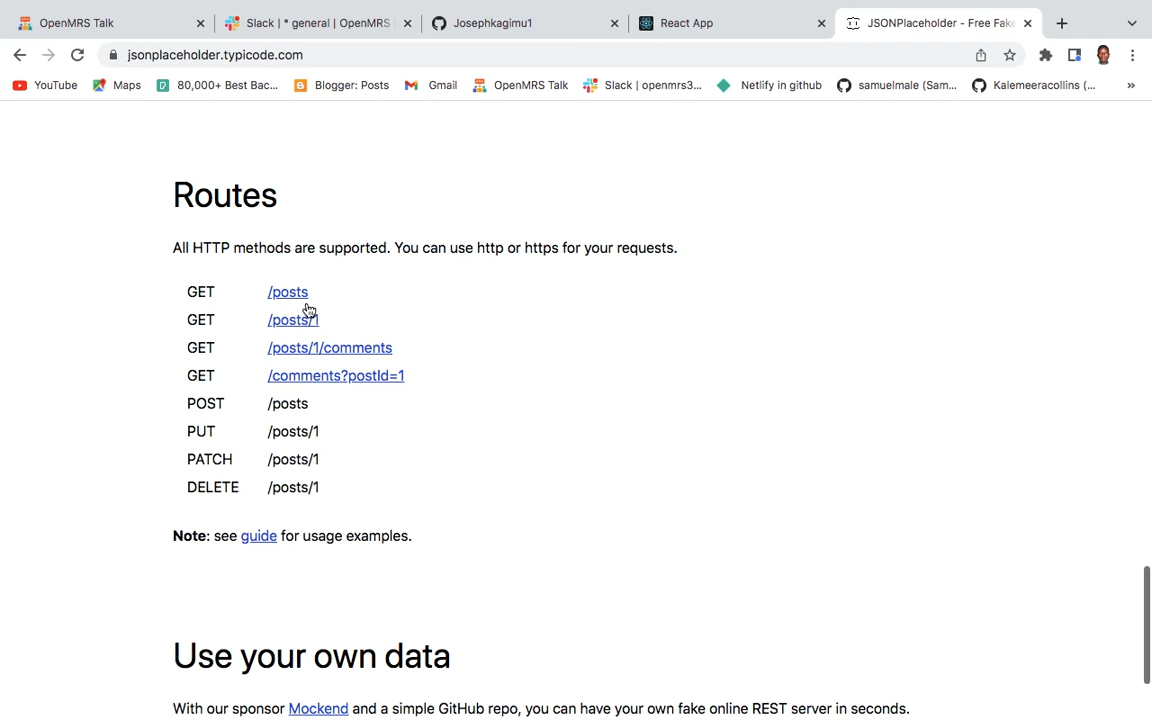 OpenMRS Talk
Slack | * general | OpenMRS
Josephkagimu1
React App
JSONPlaceholder - Free Fake
jsonplaceholder.typicode.com
YouTube
Maps
80,000+ Best Bac...
Blogger: Posts
Gmail
OpenMRS Talk
Slack | openmrs3...
Netlify in github
samuelmale (Sam...
Kalemeeracollins (...
»
Routes
All HTTP methods are supported. You can use http or https for your requests.
GET /posts
GET /posts/1
GET /posts/1/comments
GET /comments?postId=1
POST /posts
PUT /posts/1
PATCH /posts/1
DELETE /posts/1
Note: see guide for usage examples.
Use your own data
With our sponsor Mockend and a simple GitHub repo, you can have your own fake online REST server in seconds.